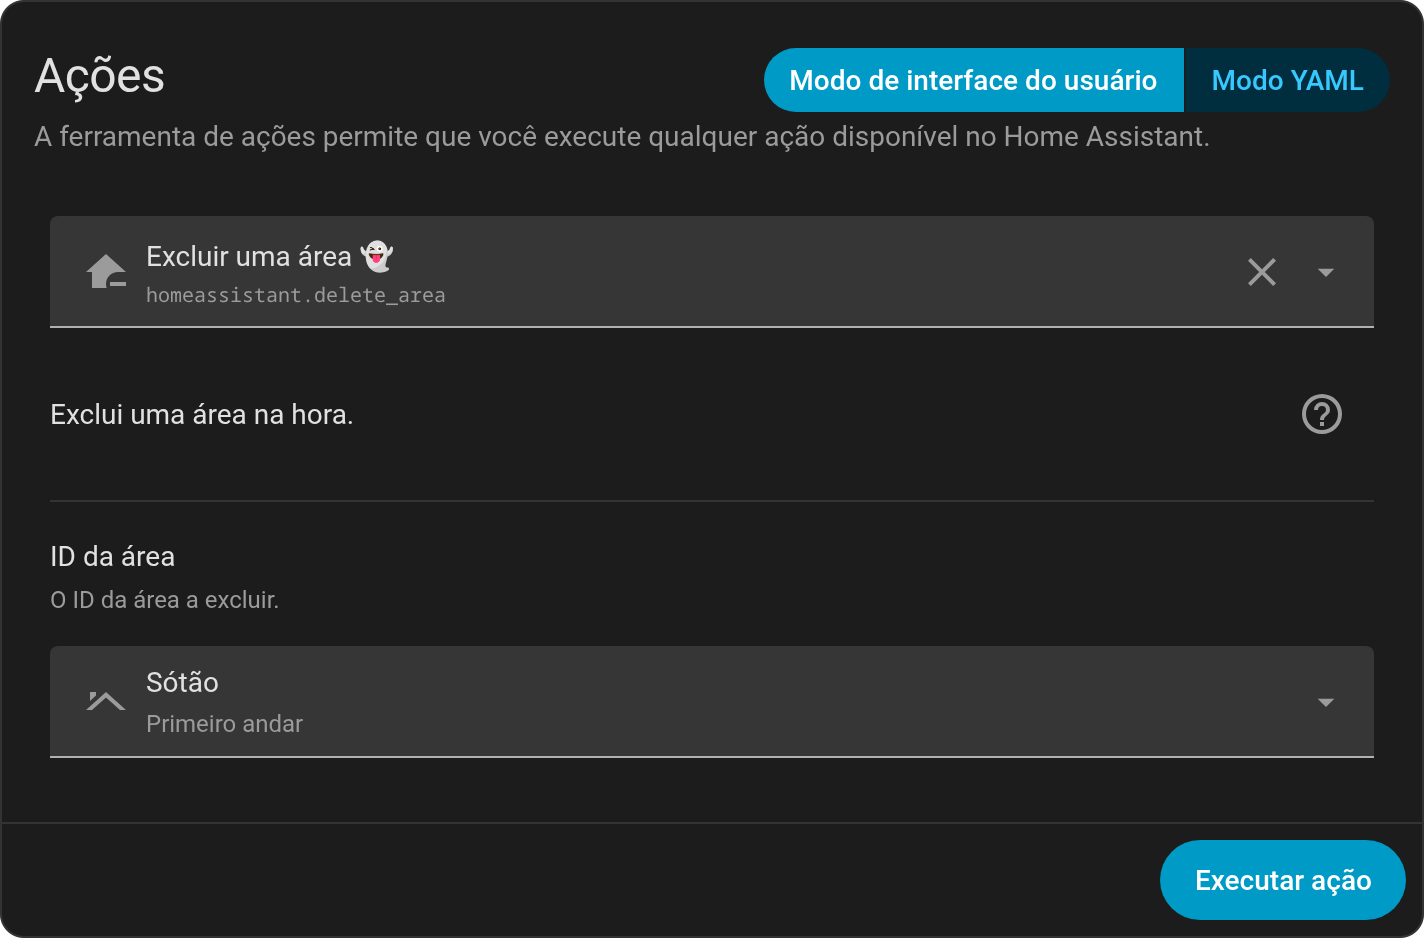 Ações
Modo de interface do usuário
Modo YAML
A ferramenta de ações permite que você execute qualquer ação disponível no Home Assistant.
Excluir uma área 👻
homeassistant.delete_area
Exclui uma área na hora.
ID da área
O ID da área a excluir.
Sótão
Primeiro andar
Executar ação